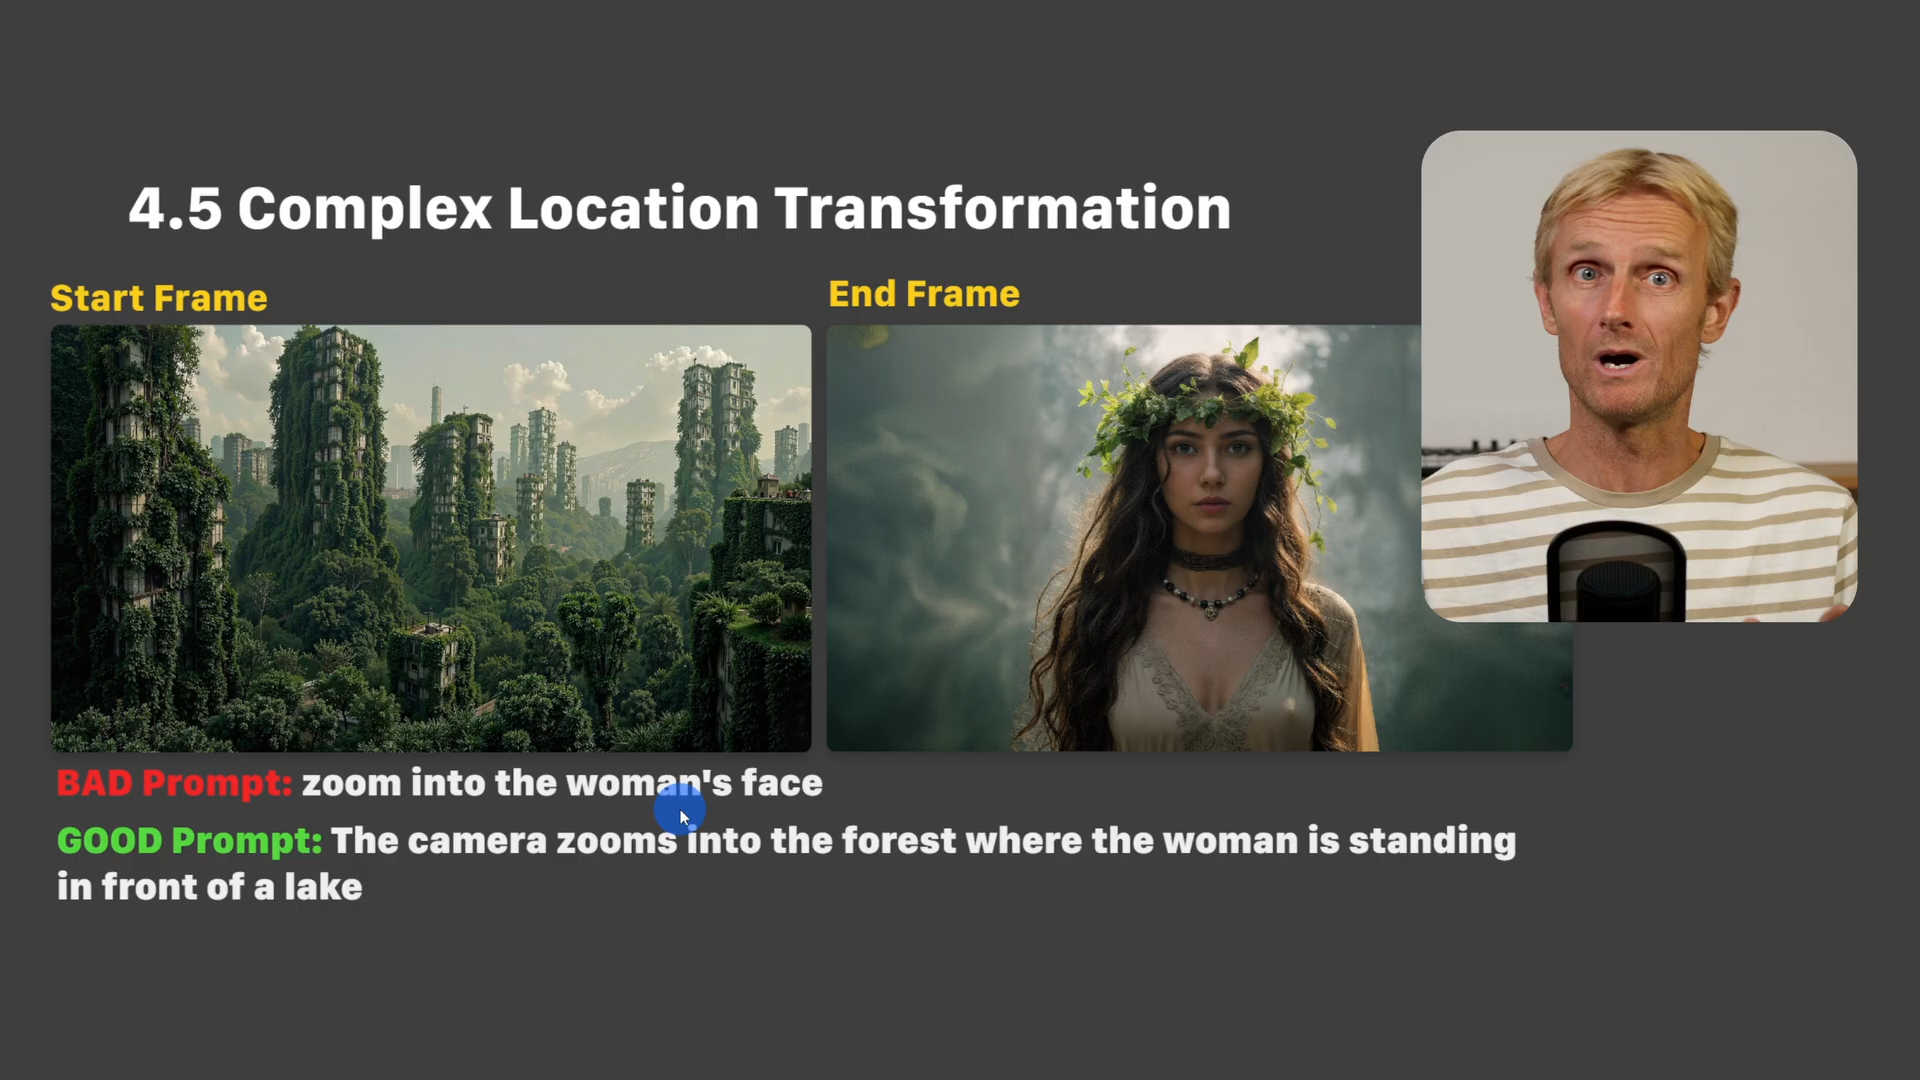 4.5 Complex Location Transformation
Start Frame
End Frame
BAD Prompt: zoom into the woman's face
GOOD Prompt: The camera zooms into the forest where the woman is standing
in front of a lake